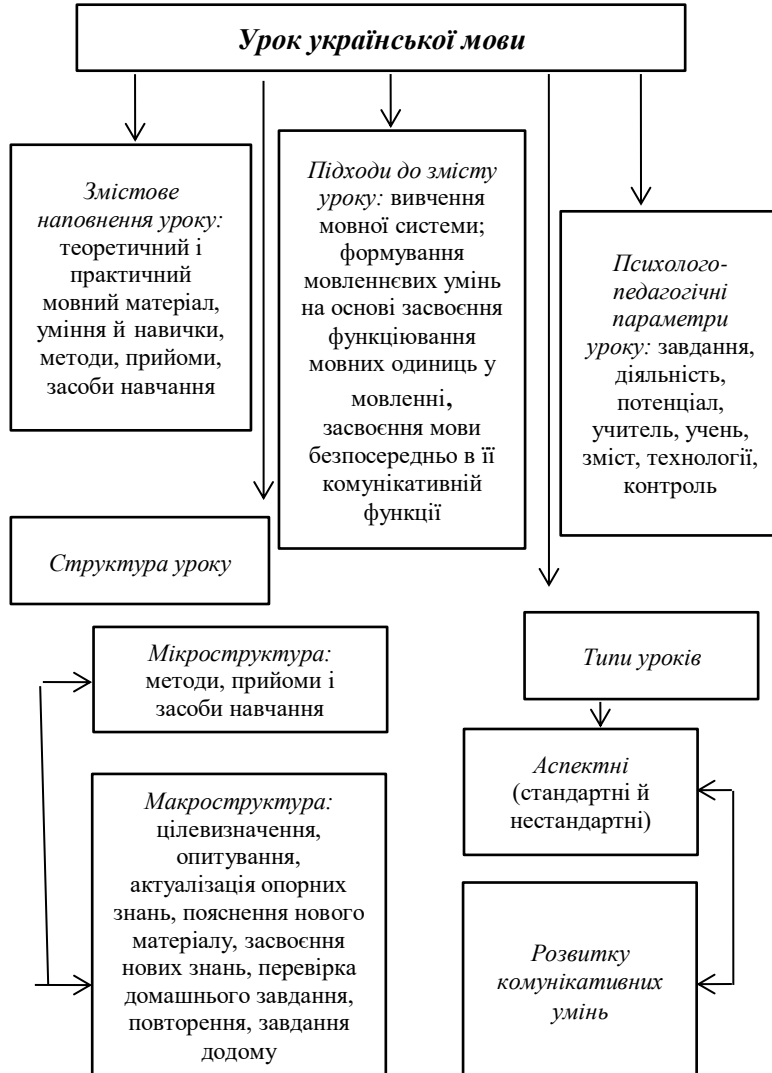 Урок української мови
Змістове
наповнення уроку:
теоретичний і
практичний
мовний матеріал,
уміння й навички,
методи, прийоми,
засоби навчання
Підходи до змісту
уроку: вивчення
мовної системи;
формування
мовленнєвих умінь
на основі засвоєння
функціювання
мовних одиниць у
мовленні,
засвоєння мови
безпосередньо в її
комунікативній
функції
Психолого-
педагогічні
параметри
уроку: завдання,
діяльність,
потенціал,
учитель, учень,
зміст, технології,
контроль
Структура уроку
Мікроструктура:
методи, прийоми і
засоби навчання
Макроструктура:
цілевизначення,
опитування,
актуалізація опорних
знань, пояснення нового
матеріалу, засвоєння
нових знань, перевірка
домашнього завдання,
повторення, завдання
додому
Типи уроків
Аспектні
(стандартні й
нестандартні)
Розвитку
комунікативних
умінь